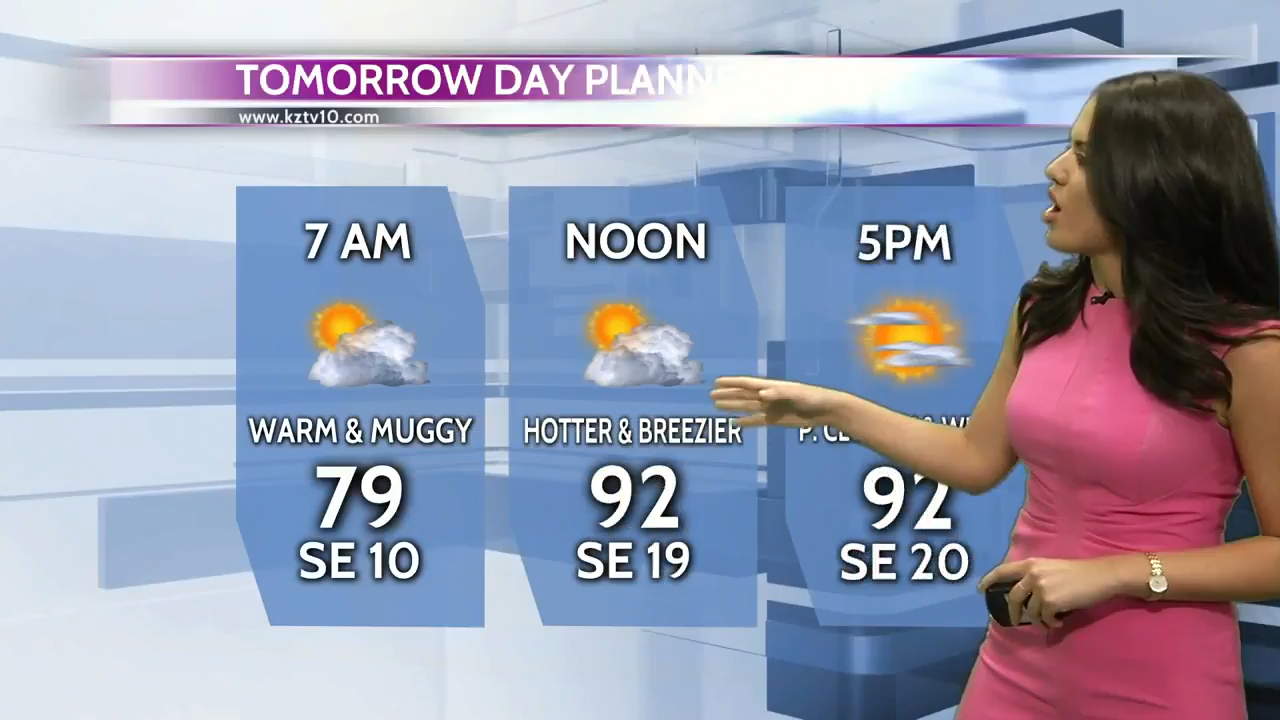 TOMORROW DAY PLANN
www.kztv10.com
7 AM
NOON
5PM
WARM & MUGGY
HOTTER & BREEZIER
P.
79
92
92
SE 10
SE 19
SE 20